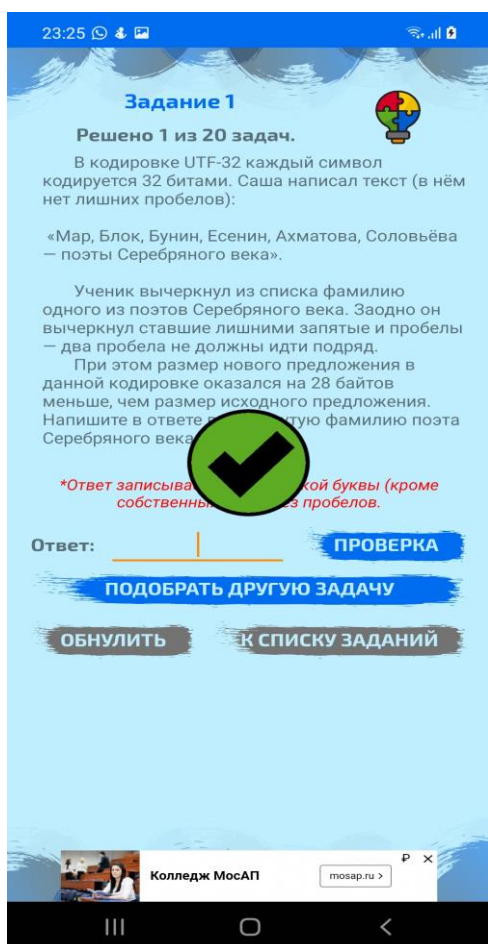 23:25
Задание 1
Решено 1 из 20 задач.
В кодировке UTF-32 каждый символ
кодируется 32 битами. Саша написал текст (в нём
нет лишних пробелов):
«Мар, Блок, Бунин, Есенин, Ахматова, Соловьёва
— поэты Серебряного века».
Ученик вычеркнул из списка фамилию
одного из поэтов Серебряного века. Заодно он
вычеркнул ставшие лишними запятые и пробелы
— два пробела не должны идти подряд.
При этом размер нового предложения в
данной кодировке оказался на 28 байтов
меньше, чем размер исходного предложения.
Напишите в ответе фамилию поэта
Серебряного века
*Ответ кой буквы (кроме
пробелов.
Ответ:
ПРОВЕРКА
ПОДОБРАТЬ ДРУГУЮ ЗАДАЧУ
ОБНУЛИТЬ К СПИСКУ ЗАДАНИЙ
Колледж МосАП
mosap.ru >